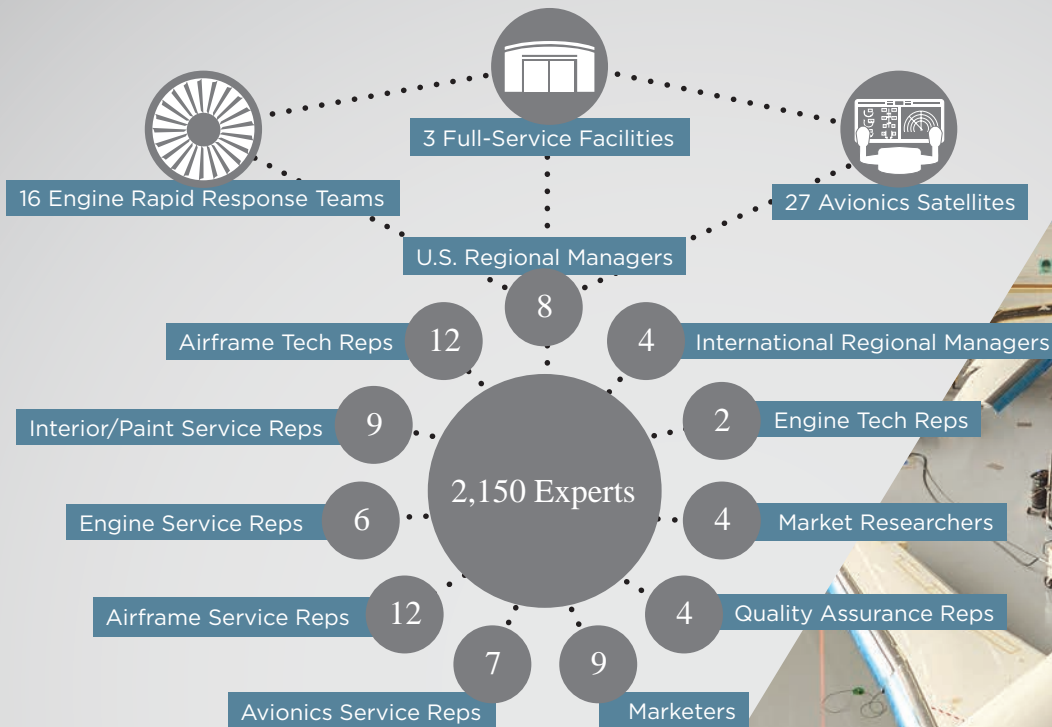 3 Full-Service Facilities
16 Engine Rapid Response Teams
27 Avionics Satellites
U.S. Regional Managers
8
Airframe Tech Reps
12
4
International Regional Managers
Interior/Paint Service Reps
9
2
Engine Tech Reps
2,150 Experts
Engine Service Reps
6
4
Market Researchers
Airframe Service Reps
12
4
Quality Assurance Reps
7
9
Avionics Service Reps
Marketers